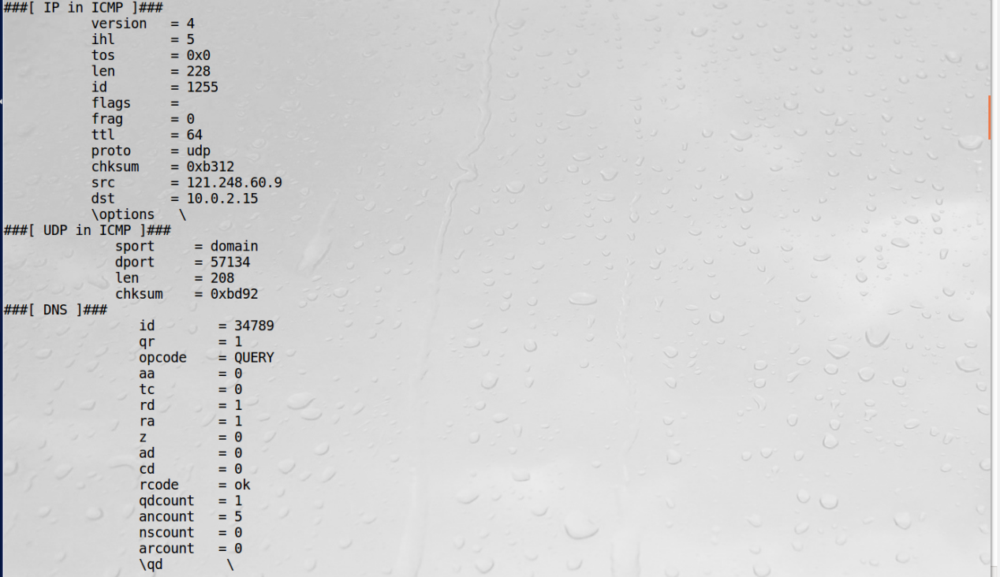 ###[ IP in ICMP ]###
           version   = 4
           ihl       = 5
           tos       = 0x0
           len       = 228
           id        = 1255
           flags     =
           frag      = 0
           ttl       = 64
           proto     = udp
           chksum    = 0xb312
           src       = 121.248.60.9
           dst       = 10.0.2.15
           \options   \
###[ UDP in ICMP ]###
              sport     = domain
              dport     = 57134
              len       = 208
              chksum    = 0xbd92
###[ DNS ]###
                 id        = 34789
                 qr        = 1
                 opcode    = QUERY
                 aa        = 0
                 tc        = 0
                 rd        = 1
                 ra        = 1
                 z         = 0
                 ad        = 0
                 cd        = 0
                 rcode     = ok
                 qdcount   = 1
                 ancount   = 5
                 nscount   = 0
                 arcount   = 0
                 \qd        \